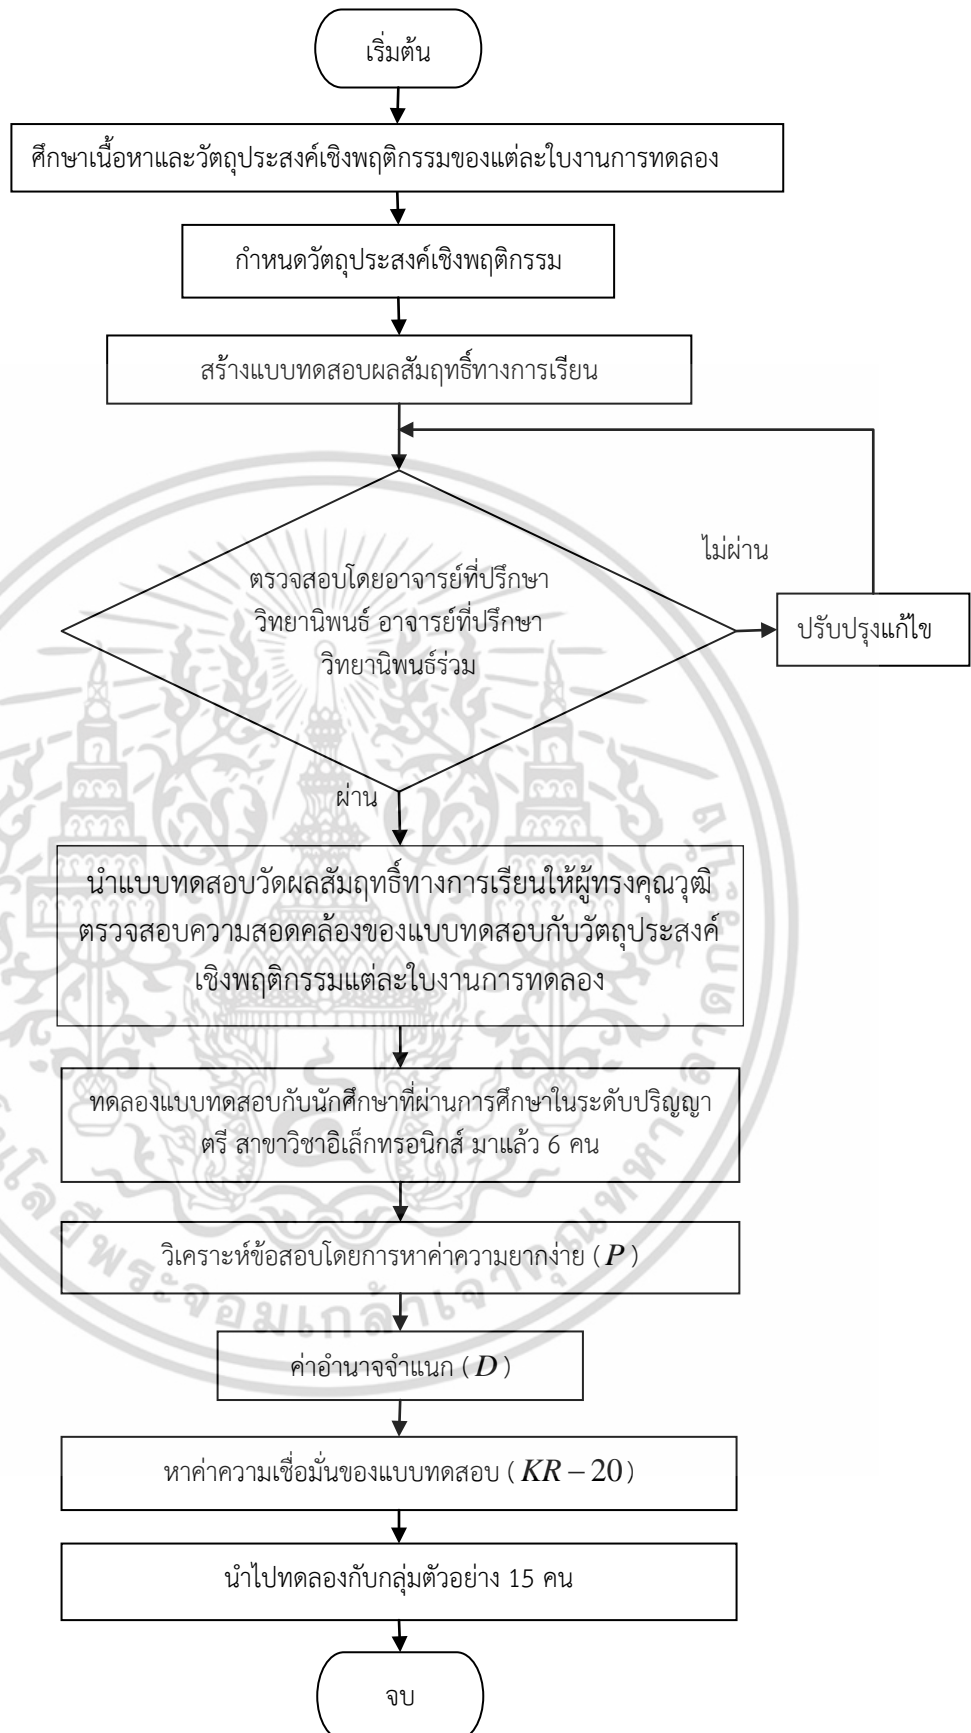 เริ่มต้น
ศึกษาเนื้อหาและวัตถุประสงค์เชิงพฤติกรรมของแต่ละใบงานการทดลอง
กำหนดวัตถุประสงค์เชิงพฤติกรรม
สร้างแบบทดสอบผลสัมฤทธิ์ทางการเรียน
ไม่ผ่าน
ตรวจสอบโดยอาจารย์ที่ปรึกษา
วิทยานิพนธ์ อาจารย์ที่ปรึกษา
วิทยานิพนธ์ร่วม
ปรับปรุงแก้ไข
ผ่าน
นำแบบทดสอบวัดผลสัมฤทธิ์ทางการเรียนให้ผู้ทรงคุณวุฒิ
ตรวจสอบความสอดคล้องของแบบทดสอบกับวัตถุประสงค์
เชิงพฤติกรรมแต่ละใบงานการทดลอง
ทดลองแบบทดสอบกับนักศึกษาที่ผ่านการศึกษาในระดับปริญญา
ตรี สาขาวิชาอิเล็กทรอนิกส์ มาแล้ว 6 คน
วิเคราะห์ข้อสอบโดยการหาค่าความยากง่าย (P)
ค่าอำนาจจำแนก (D)
หาค่าความเชื่อมั่นของแบบทดสอบ (KR – 20)
นำไปทดลองกับกลุ่มตัวอย่าง 15 คน
จบ